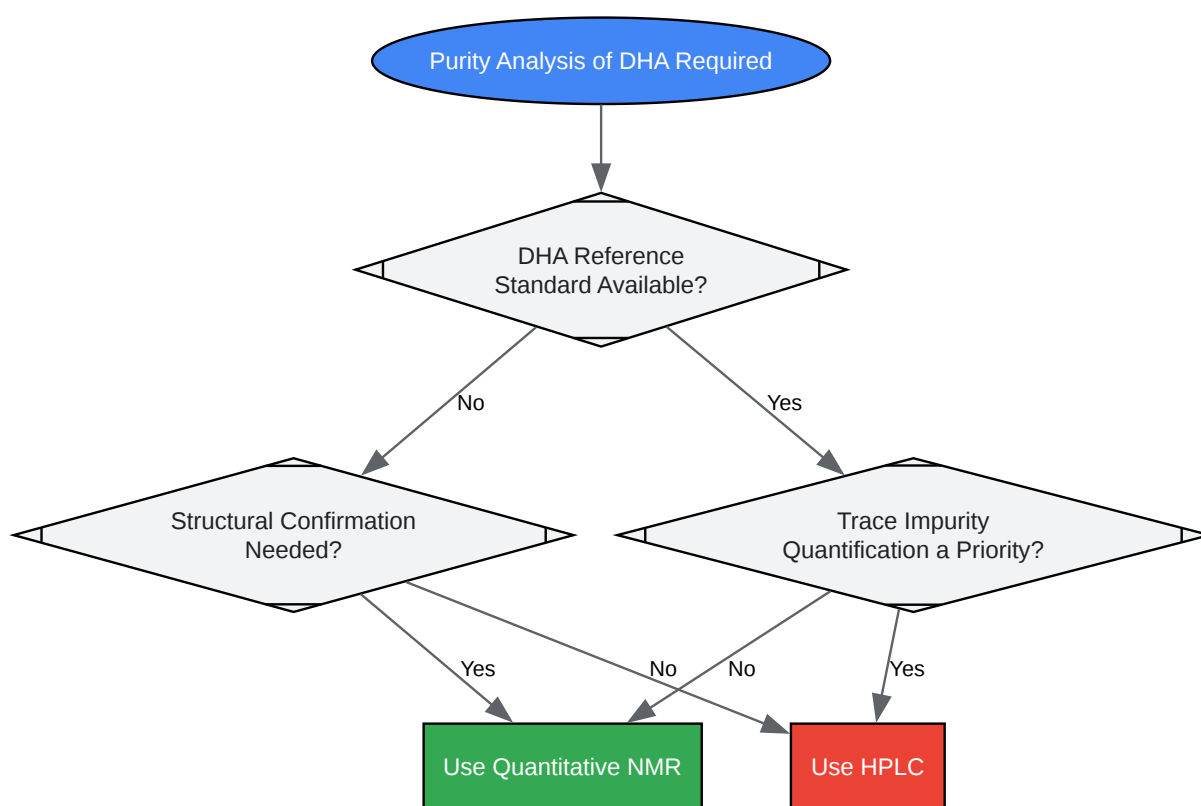 Purity Analysis of DHA Required
DHA Reference
Standard Available?
No
Yes
Structural Confirmation
Needed?
Trace Impurity
Quantification a Priority?
Yes
No
No
Yes
Use Quantitative NMR
Use HPLC